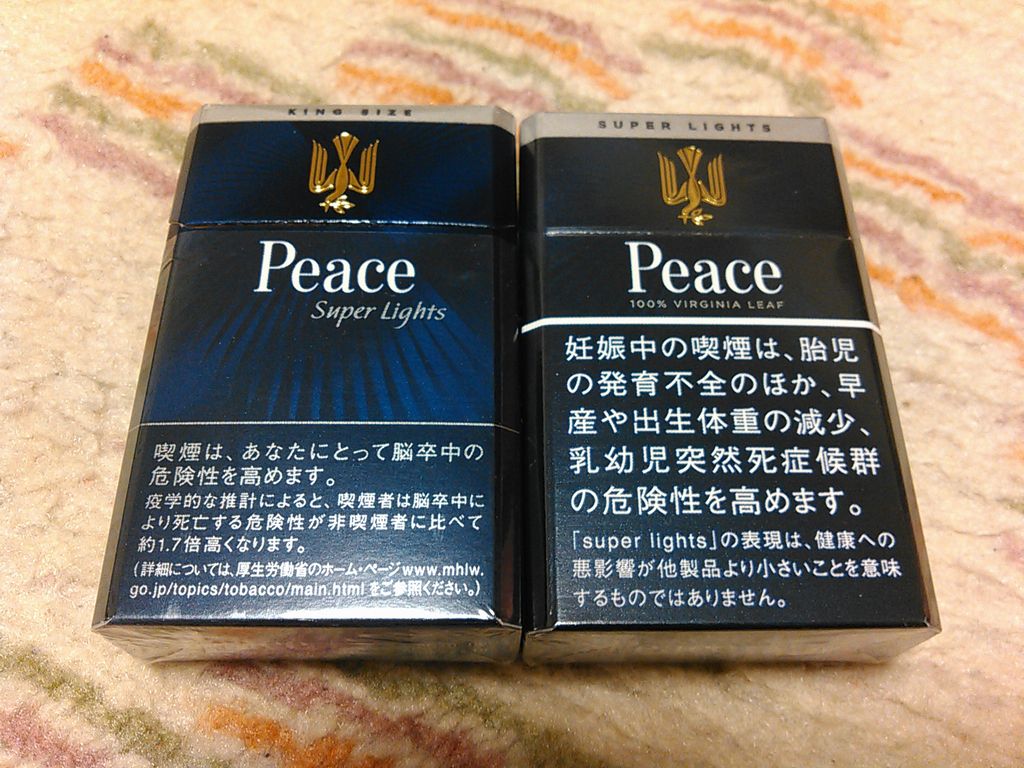 KING SIZE
Peace
Super Lights
喫煙は、あなたにとって脳卒中の
危険性を高めます。
疫学的な推計によると、喫煙者は脳卒中に
より死亡する危険性が非喫煙者に比べて
約1.7倍高くなります。
(詳細については、厚生労働省のホーム・ページwww.mhlw.
go.jp/topics/tobacco/main.htmlをご参照ください。)
SUPER LIGHTS
Peace
100% VIRGINIA LEAF
妊娠中の喫煙は、胎児
の発育不全のほか、早
産や出生体重の減少、
乳幼児突然死症候群
の危険性を高めます。
「super lights」の表現は、健康への
悪影響が他製品より小さいことを意味
するものではありません。